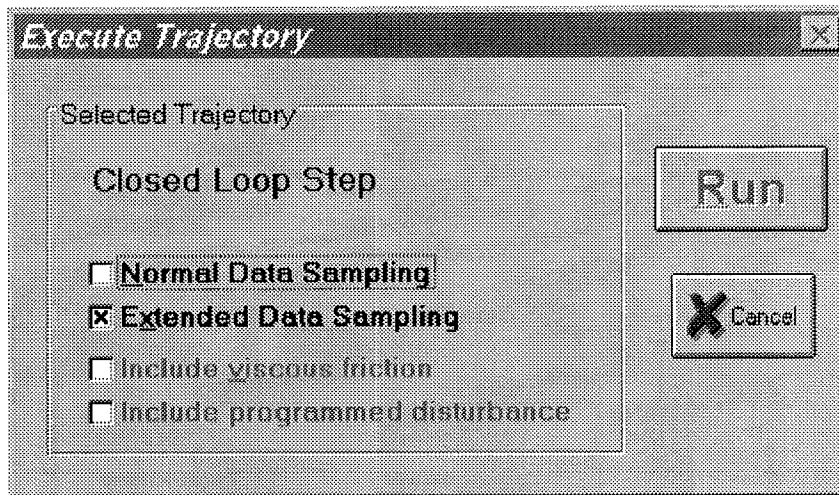 Execute Trajectory
Selected Trajectory
Closed Loop Step
Run
Normal Data Sampling
Extended Data Sampling
Cancel
Include viscous friction
Include programmed disturbance